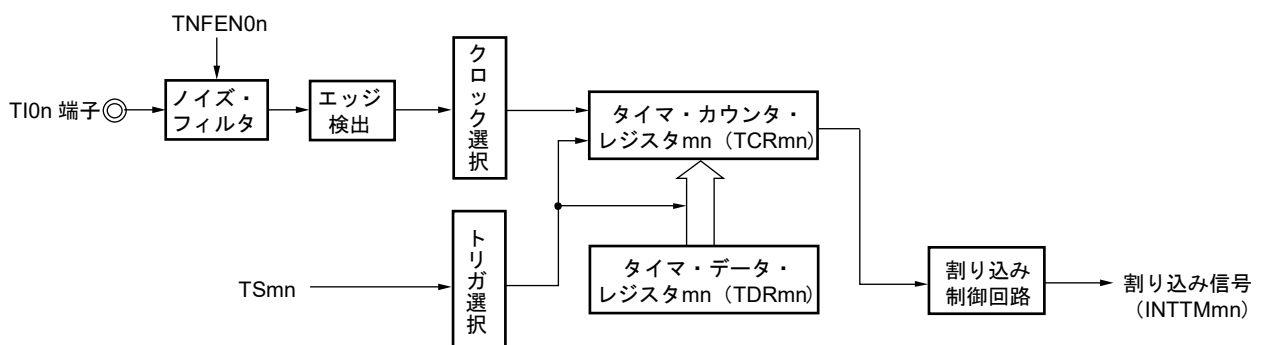 TNFEN0n
TI0n 端子
ノイズ・
フィルタ
エッジ
検出
クロック選択
タイマ・カウンタ・
レジスタmn（TCRmn）
TSmn
トリガ選択
タイマ・データ・
レジスタmn（TDRmn）
割り込み
制御回路
割り込み信号
（INTTMmn）